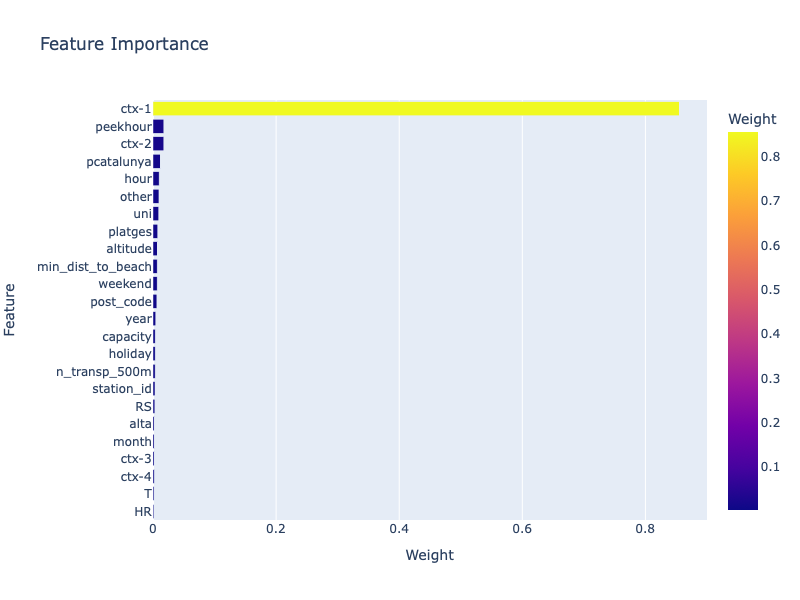 Feature Importance
Weight
ctx-1
peekhour
ctx-2
pcatalunya
hour
other
uni
platges
altitude
min_dist_to_beach
weekend
post_code
year
capacity
holiday
n_transp_500m
station_id
RS
alta
month
ctx-3
ctx-4
T
HR
Feature
0
0.2
0.4
0.6
0.8
Weight
0.8
0.7
0.6
0.5
0.4
0.3
0.2
0.1